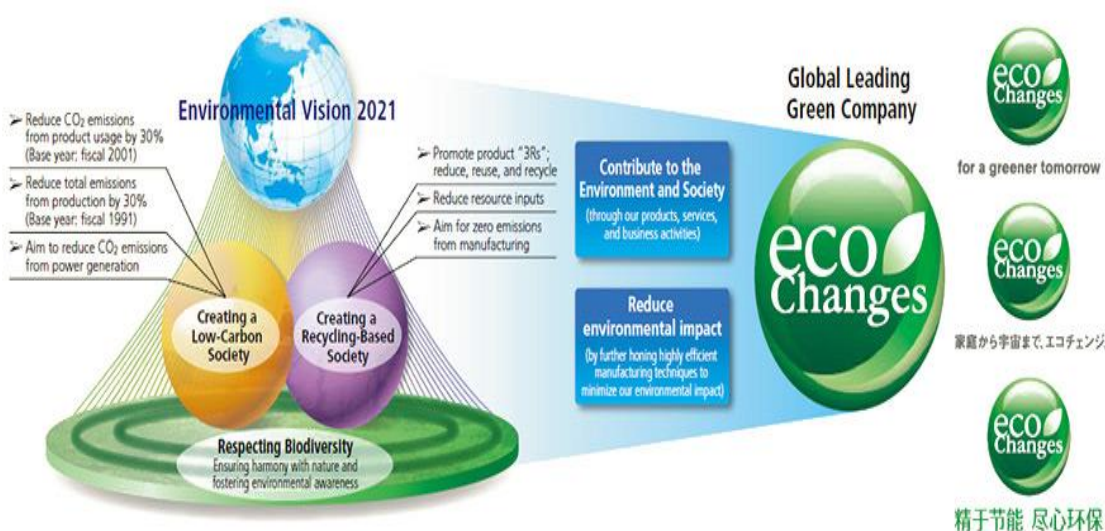 Environmental Vision 2021
➢ Reduce CO₂ emissions
from product usage by 30%
(Base year: fiscal 2001)
➢ Reduce total emissions
from production by 30%
(Base year: fiscal 1991)
➢ Aim to reduce CO₂ emissions
from power generation
➢ Promote product "3Rs";
reduce, reuse, and recycle
➢ Reduce resource inputs
➢ Aim for zero emissions
from manufacturing
Creating a
Low-Carbon
Society
Creating a
Recycling-Based
Society
Respecting Biodiversity
Ensuring harmony with nature and
fostering environmental awareness
Contribute to the
Environment and Society
(through our products, services,
and business activities)
Reduce
environmental impact
(by further honing highly efficient
manufacturing techniques to
minimize our environmental impact)
Global Leading
Green Company
eco
Changes
eco
Changes
for a greener tomorrow
eco
Changes
家庭から宇宙まで、エコチェンジ
eco
Changes
精于节能 尽心环保